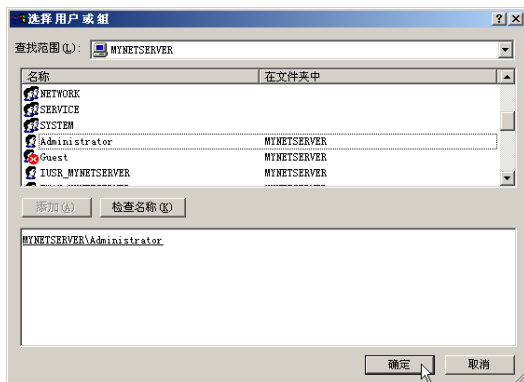 选择 用户 或 组
查找范围(L): MYNETSERVER
名称 在文件夹中
NETWORK
SERVICE
SYSTEM
Administrator MYNETSERVER
Guest MYNETSERVER
IUSR_MYNETSERVER MYNETSERVER
添加(A) 检查名称(K)
MYNETSERVER\Administrator
确定 取消